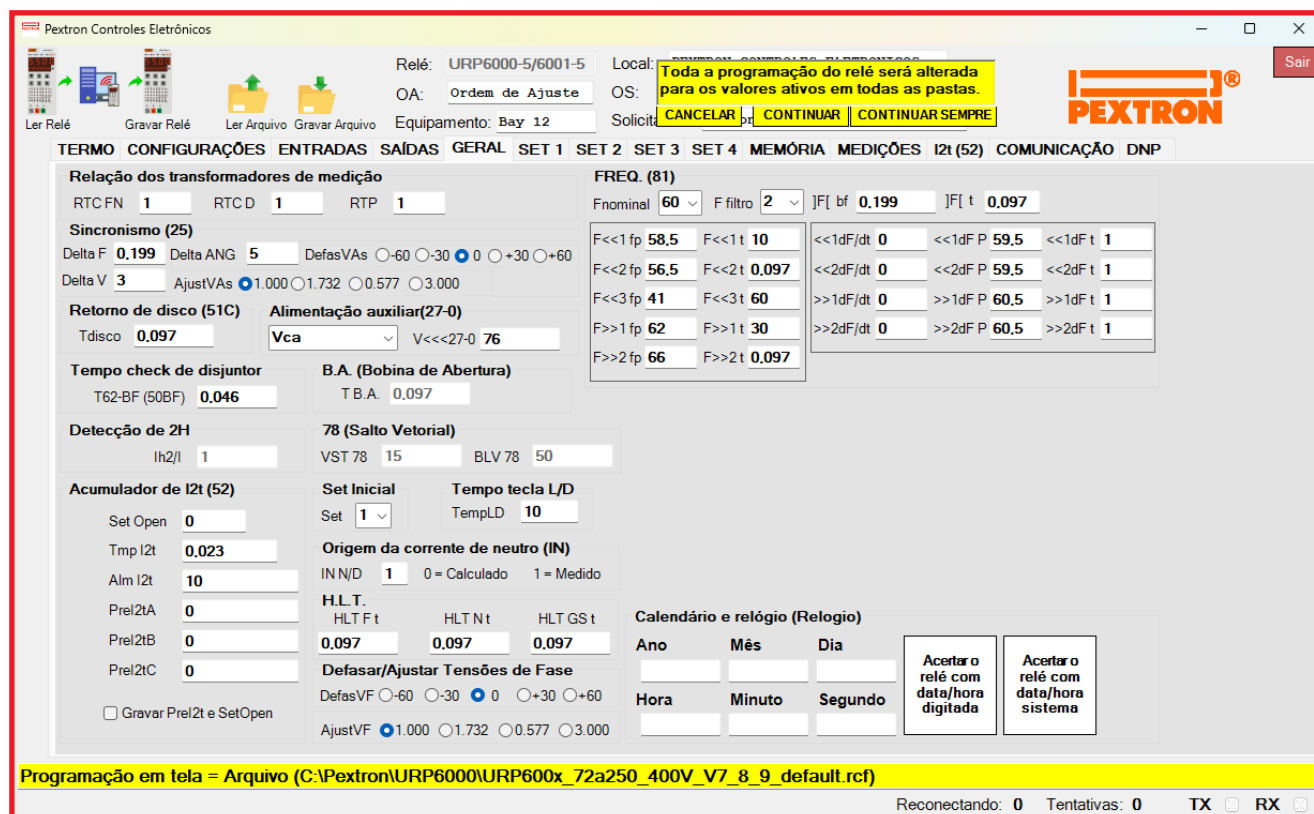 Pextron Controles Eletrônicos
Relé: URP6000-5/6001-5 Local:
OA: Ordem de Ajuste OS:
Equipamento: Bay 12
Toda a programação do relé será alterada
para os valores ativos em todas as pastas.
CANCELAR CONTINUAR CONTINUAR SEMPRE
PEXTRON ®
Sair
Ler Relé Gravar Relé Ler Arquivo Gravar Arquivo
TERMO CONFIGURAÇÕES ENTRADAS SAÍDAS GERAL SET 1 SET 2 SET 3 SET 4 MEMÓRIA MEDIÇÕES I2t (52) COMUNICAÇÃO DNP
Relação dos transformadores de medição
RTC FN 1 RTC D 1 RTP 1
Sincronismo (25)
Delta F 0.199 Delta ANG 5 DefasVAs -60 -30 0 +30 +60
Delta V 3 AjustVAs 1.000 1.732 0.577 3.000
Retorno de disco (51C) Alimentação auxiliar(27-0)
Tdisco 0.097 Vca V<<<27-0 76
Tempo check de disjuntor B.A. (Bobina de Abertura)
T62-BF (50BF) 0.046 T B.A. 0.097
Detecção de 2H 78 (Salto Vetorial)
Ih2/I 1 VST 78 15 BLV 78 50
Acumulador de I2t (52) Set Inicial Tempo tecla L/D
Set Open 0 Set 1 TempLD 10
Tmp I2t 0.023
Alm I2t 10
PreI2tA 0
PreI2tB 0
PreI2tC 0
Gravar PreI2t e SetOpen
Origem da corrente de neutro (IN)
IN N/D 1 0 = Calculado 1 = Medido
H.L.T.
HLT F t HLT N t HLT GS t
0.097 0.097 0.097
Defasar/Ajustar Tensões de Fase
DefasVF -60 -30 0 +30 +60
AjustVF 1.000 1.732 0.577 3.000
FREQ. (81)
Fnominal 60 F filtro 2 ]F[ bf 0.199 ]F[ t 0.097
F<<1 fp 58.5 F<<1 t 10 <<1dF/dt 0 <<1dF P 59.5 <<1dF t 1
F<<2 fp 56.5 F<<2 t 0.097 <<2dF/dt 0 <<2dF P 59.5 <<2dF t 1
F<<3 fp 41 F<<3 t 60 >>1dF/dt 0 >>1dF P 60.5 >>1dF t 1
F>>1 fp 62 F>>1 t 30 >>2dF/dt 0 >>2dF P 60.5 >>2dF t 1
F>>2 fp 66 F>>2 t 0.097
Calendário e relógio (Relogio)
Ano Mês Dia
Hora Minuto Segundo
Acertar o
relé com
data/hora
digitada
Acertar o
relé com
data/hora
sistema
Programação em tela = Arquivo (C:\Pextron\URP6000\URP600x_72a250_400V_V7_8_9_default.rcf)
Reconectando: 0 Tentativas: 0 TX RX